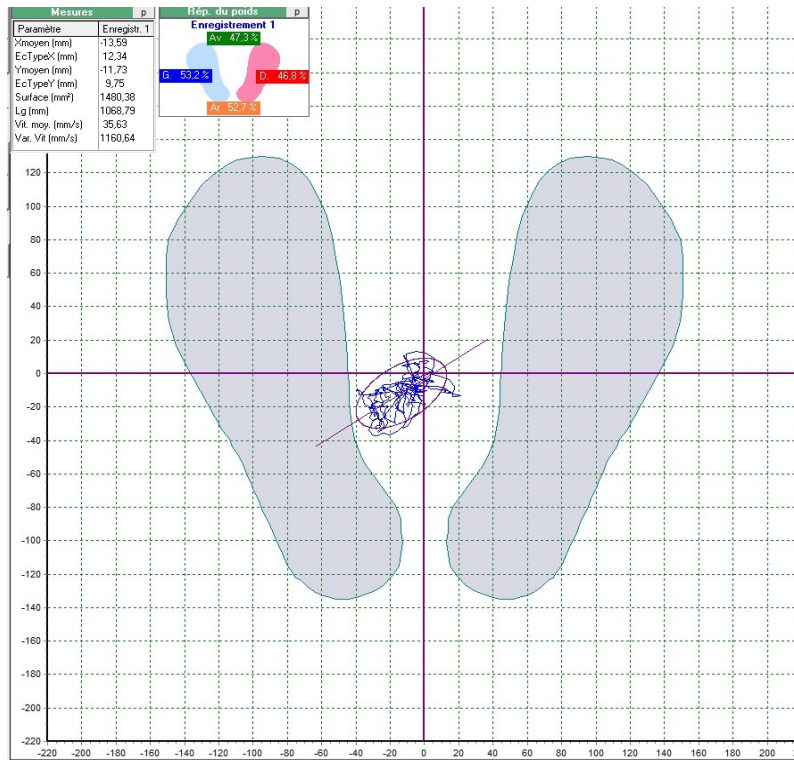 Mesures p
Paramètre Enregistr. 1
Xmoyen (mm) -13,59
EcTypeX (mm) 12,34
Ymoyen (mm) -11,73
EcTypeY (mm) 9,75
Surface (mm²) 1480,38
Lg (mm) 1068,79
Vit. moy. (mm/s) 35,63
Var. Vit (mm/s) 1160,64
Rép. du poids p
Enregistrement 1
Av 47,3 %
G. 53,2 % D. 46,8 %
Ar 52,7 %
120
100
80
60
40
20
0
-20
-40
-60
-80
-100
-120
-140
-160
-180
-200
-220
-220 -200 -180 -160 -140 -120 -100 -80 -60 -40 -20 0 20 40 60 80 100 120 140 160 180 200